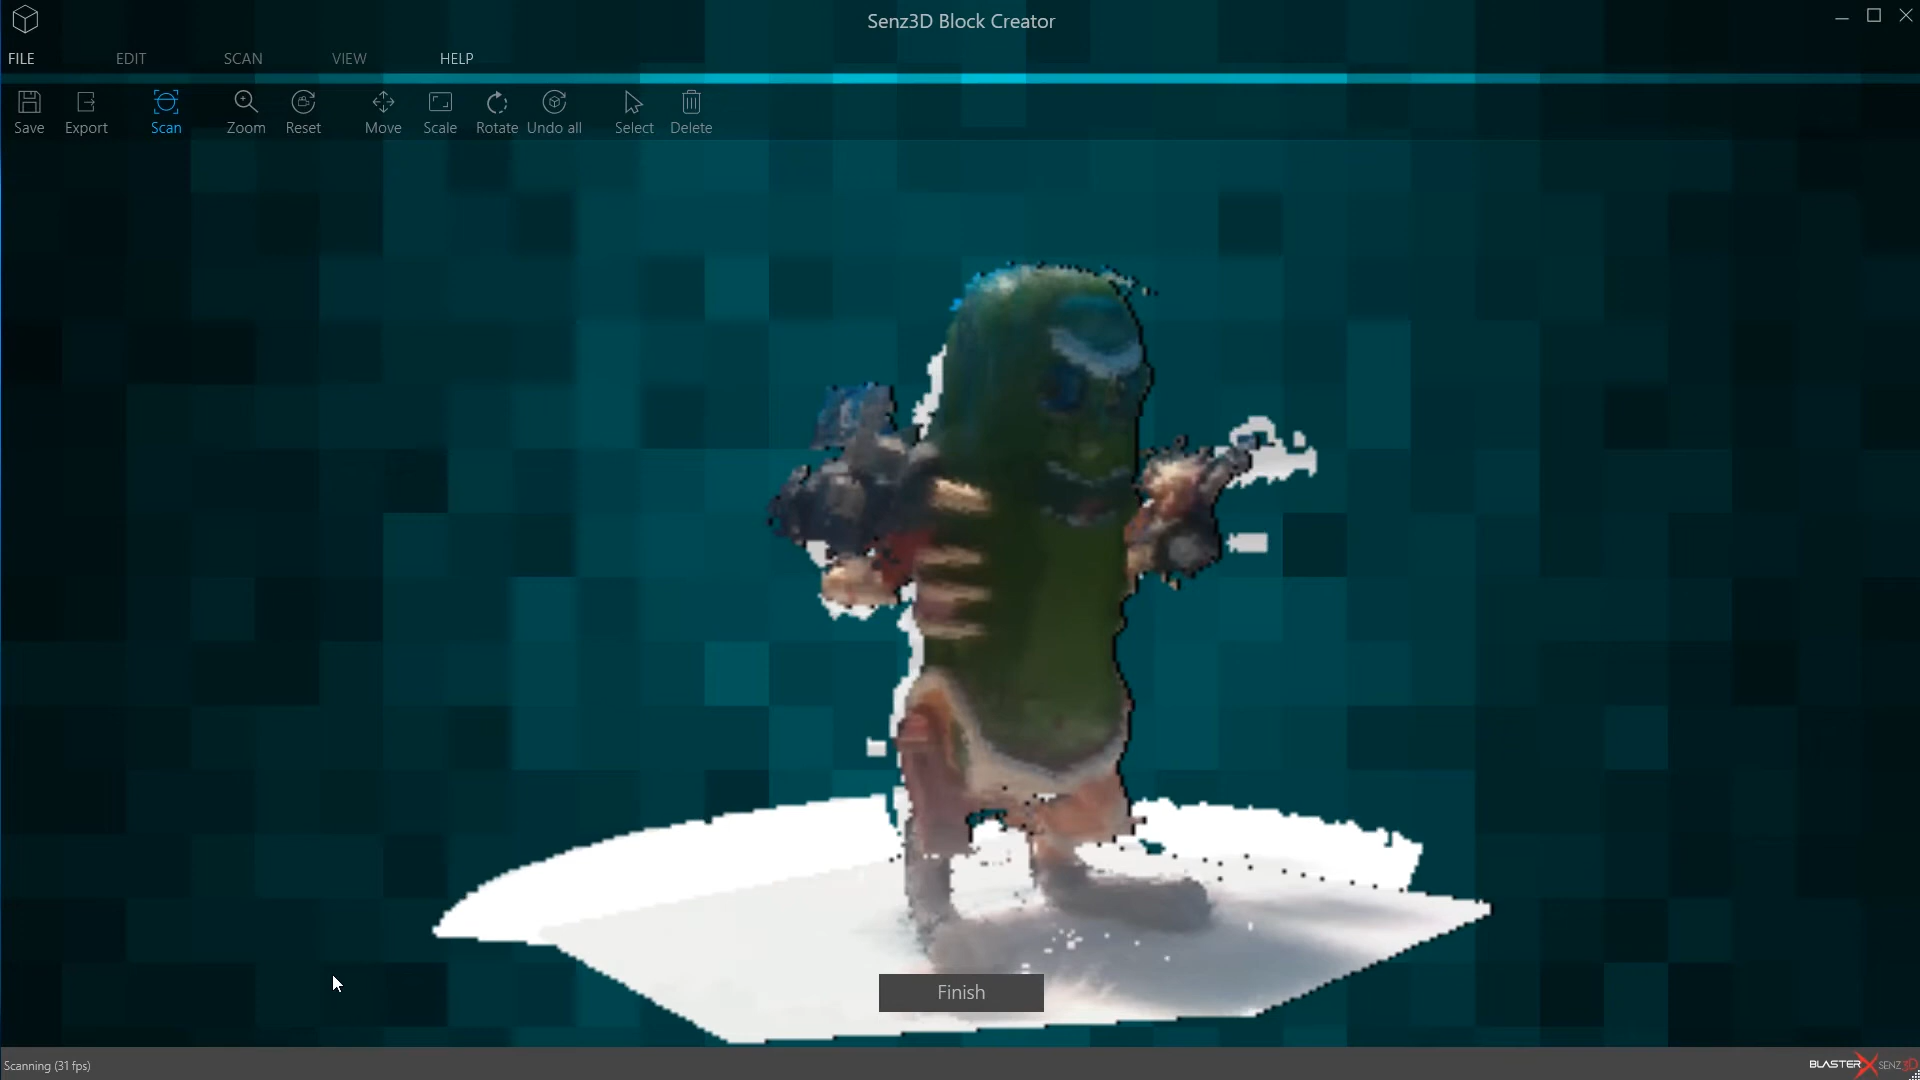 Senz3D Block Creator
FILE EDIT SCAN VIEW HELP
Save Export Scan Zoom Reset Move Scale Rotate Undo all Select Delete
Finish
Scanning (31 fps)
BLASTERX SENZ3D